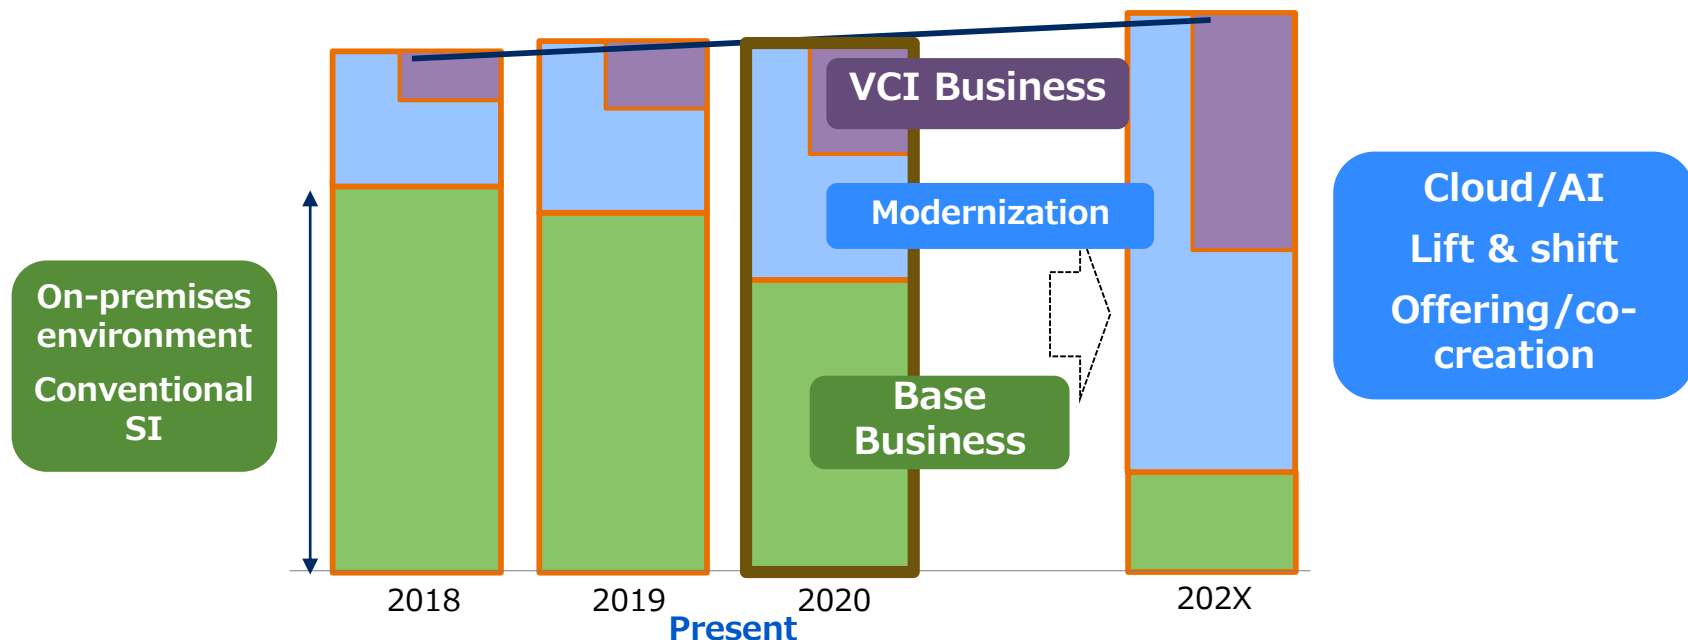 VCI Business
Modernization
Base
Business
On-premises
environment
Conventional
SI
Cloud/AI
Lift & shift
Offering/co-
creation
2018
2019
2020
202X
Present